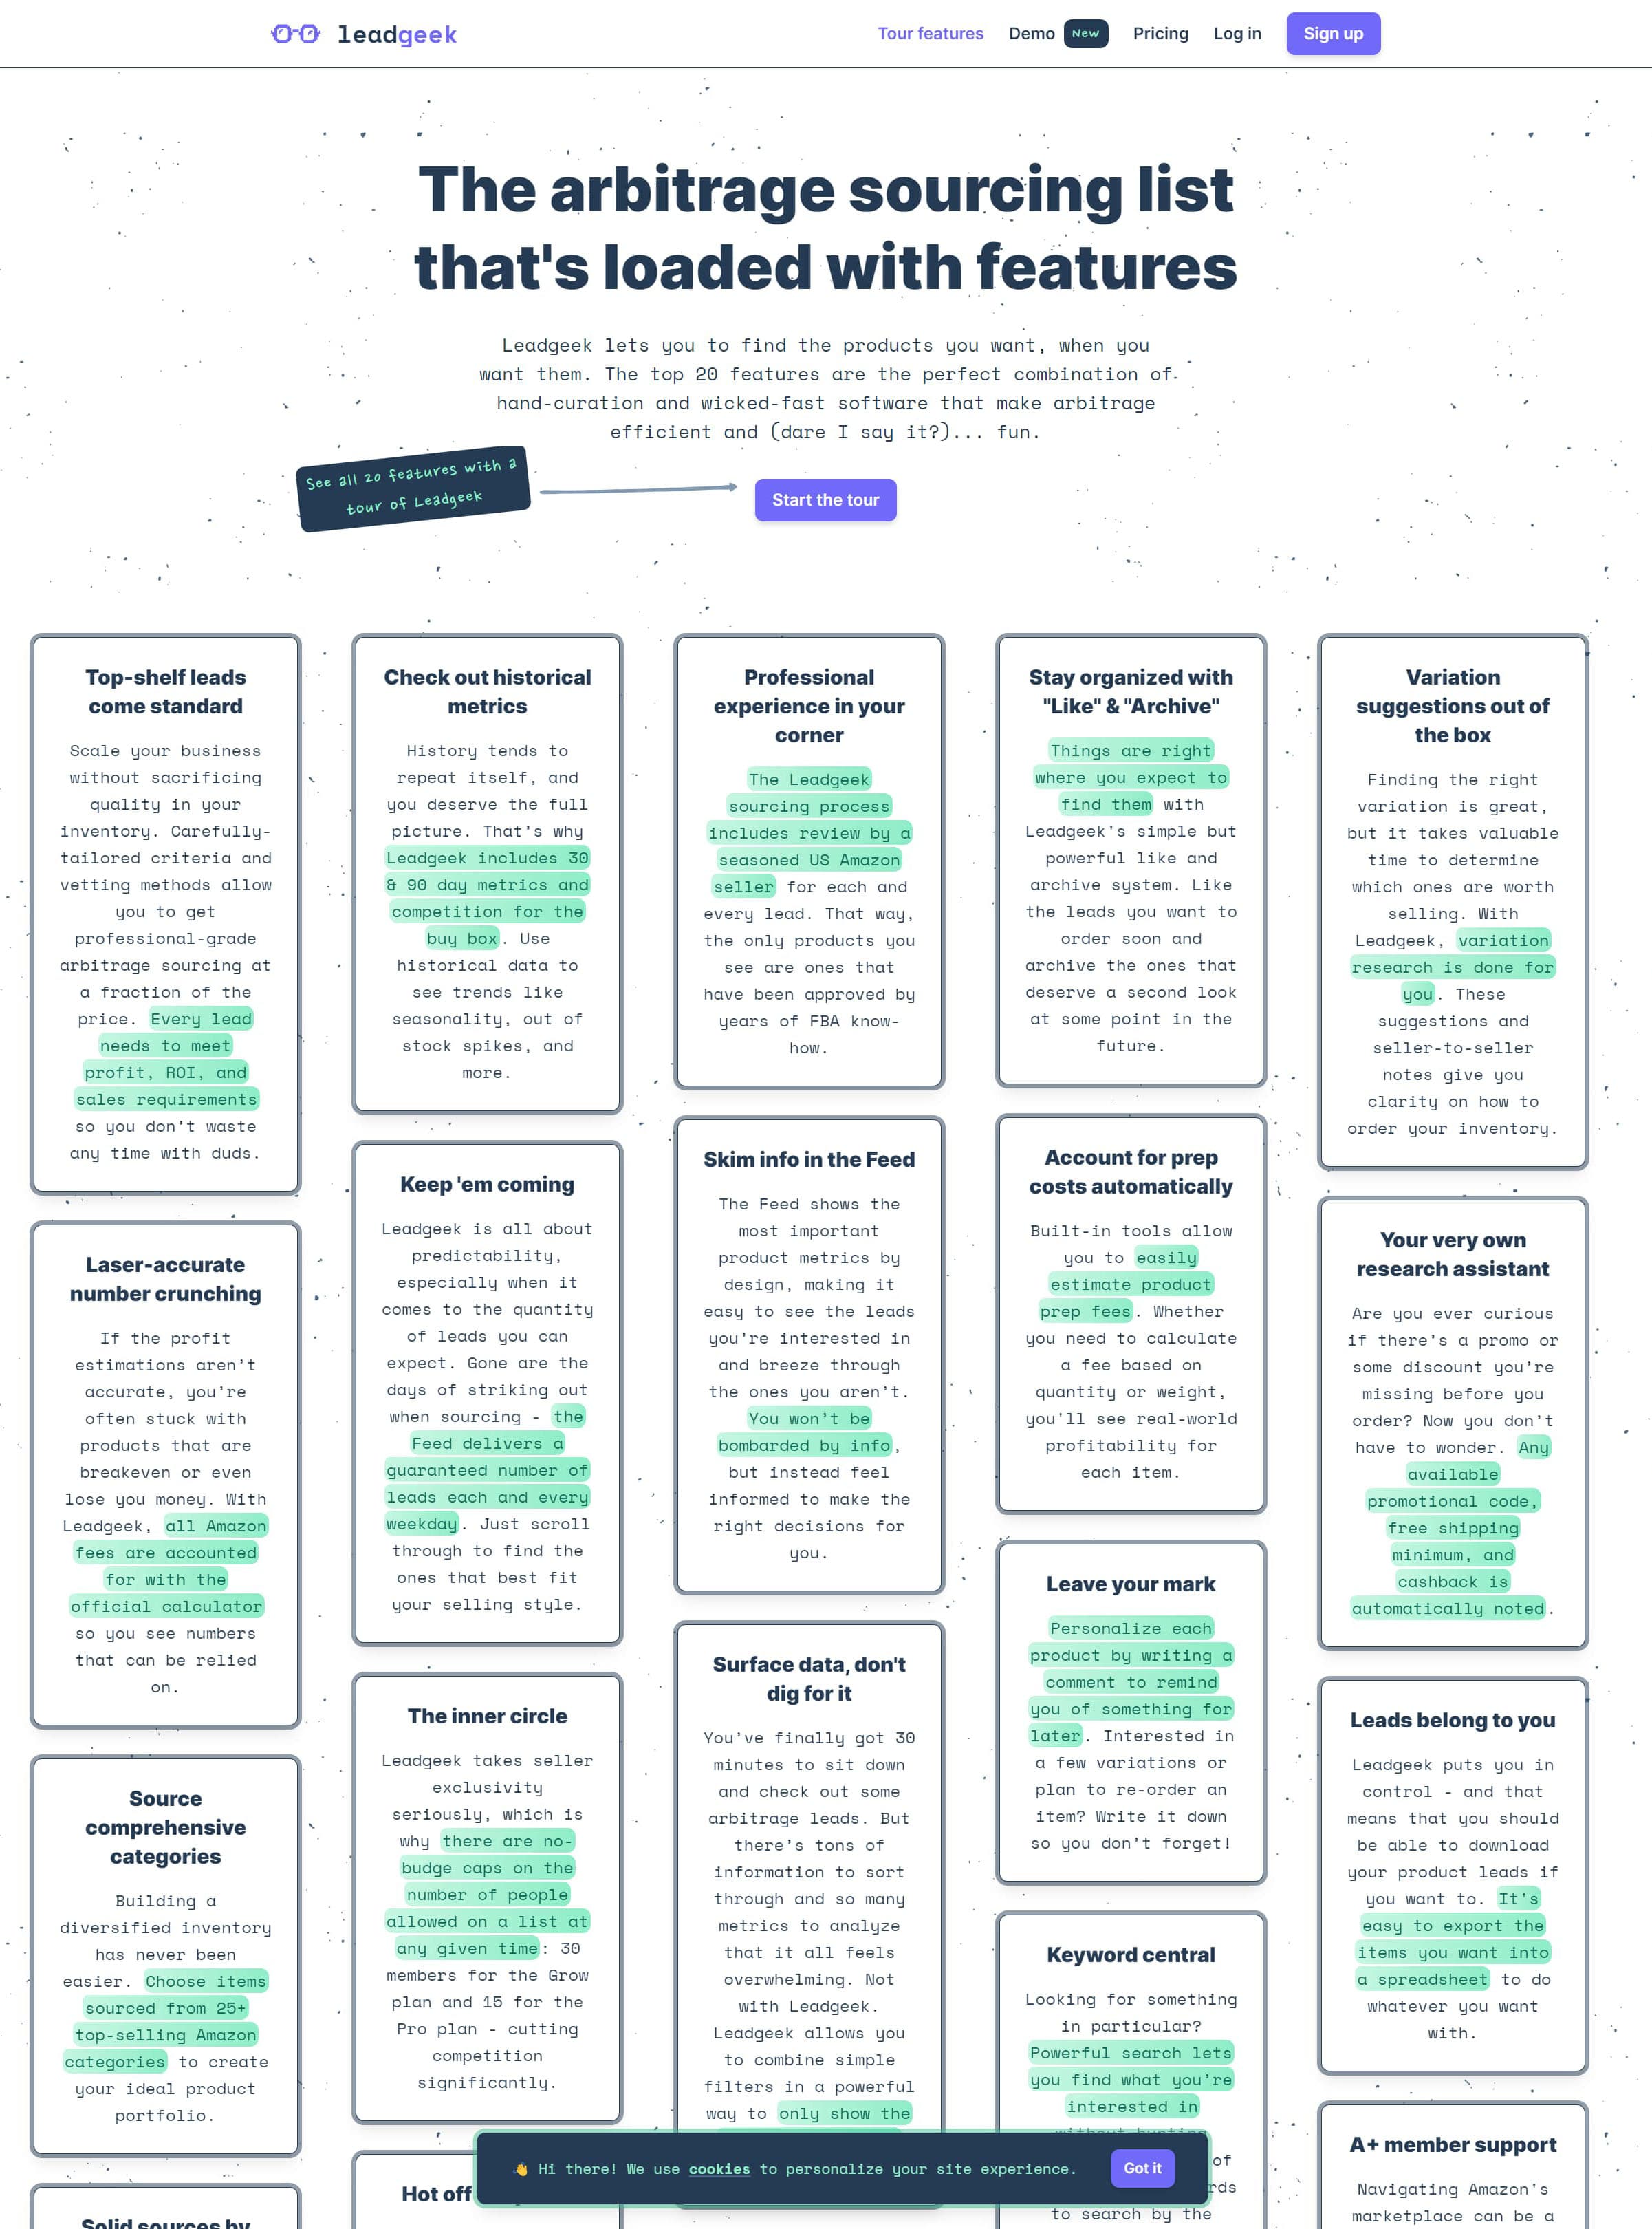 leadgeek
Tour features
Demo
New
Pricing
Log in
Sign up
The arbitrage sourcing list
that's loaded with features
Leadgeek lets you to find the products you want, when you
want them. The top 20 features are the perfect combination of
hand-curation and wicked-fast software that make arbitrage
efficient and (dare I say it?)... fun.
See all 20 features with a
tour of Leadgeek
Start the tour
Top-shelf leads
come standard
Scale your business
without sacrificing
quality in your
inventory. Carefully-
tailored criteria and
vetting methods allow
you to get
professional-grade
arbitrage sourcing at
a fraction of the
price. Every lead
needs to meet
profit, ROI, and
sales requirements
so you don't waste
any time with duds.
Laser-accurate
number crunching
If the profit
estimations aren't
accurate, you're
often stuck with
products that are
breakeven or even
lose you money. With
Leadgeek, all Amazon
fees are accounted
for with the
official calculator
so you see numbers
that can be relied
on.
Source
comprehensive
categories
Building a
diversified inventory
has never been
easier. Choose items
sourced from 25+
top-selling Amazon
categories to create
your ideal product
portfolio.
Solid sources by
Check out historical
metrics
History tends to
repeat itself, and
you deserve the full
picture. That's why
Leadgeek includes 30
& 90 day metrics and
competition for the
buy box. Use
historical data to
see trends like
seasonality, out of
stock spikes, and
more.
Keep 'em coming
Leadgeek is all about
predictability,
especially when it
comes to the quantity
of leads you can
expect. Gone are the
days of striking out
when sourcing - the
Feed delivers a
guaranteed number of
leads each and every
weekday. Just scroll
through to find the
ones that best fit
your selling style.
The inner circle
Leadgeek takes seller
exclusivity
seriously, which is
why there are no-
budge caps on the
number of people
allowed on a list at
any given time: 30
members for the Grow
plan and 15 for the
Pro plan - cutting
competition
significantly.
Hot off
Professional
experience in your
corner
The Leadgeek
sourcing process
includes review by a
seasoned US Amazon
seller for each and
every lead. That way,
the only products you
see are ones that
have been approved by
years of FBA know-
how.
Skim info in the Feed
The Feed shows the
most important
product metrics by
design, making it
easy to see the leads
you're interested in
and breeze through
the ones you aren't.
You won't be
bombarded by info,
but instead feel
informed to make the
right decisions for
you.
Surface data, don't
dig for it
You've finally got 30
minutes to sit down
and check out some
arbitrage leads. But
there's tons of
information to sort
through and so many
metrics to analyze
that it all feels
overwhelming. Not
with Leadgeek.
Leadgeek allows you
to combine simple
filters in a powerful
way to only show the
Stay organized with
"Like" & "Archive"
Things are right
where you expect to
find them with
Leadgeek's simple but
powerful like and
archive system. Like
the leads you want to
order soon and
archive the ones that
deserve a second look
at some point in the
future.
Account for prep
costs automatically
Built-in tools allow
you to easily
estimate product
prep fees. Whether
you need to calculate
a fee based on
quantity or weight,
you'll see real-world
profitability for
each item.
Leave your mark
Personalize each
product by writing a
comment to remind
you of something for
later. Interested in
a few variations or
plan to re-order an
item? Write it down
so you don't forget!
Keyword central
Looking for something
in particular?
Powerful search lets
you find what you're
interested in
without hunting
of
to search by the
Variation
suggestions out of
the box
Finding the right
variation is great,
but it takes valuable
time to determine
which ones are worth
selling. With
Leadgeek, variation
research is done for
you. These
suggestions and
seller-to-seller
notes give you
clarity on how to
order your inventory.
Your very own
research assistant
Are you ever curious
if there's a promo or
some discount you're
missing before you
order? Now you don't
have to wonder. Any
available
promotional code,
free shipping
minimum, and
cashback is
automatically noted.
Leads belong to you
Leadgeek puts you in
control - and that
means that you should
be able to download
your product leads if
you want to. It's
easy to export the
items you want into
a spreadsheet to do
whatever you want
with.
A+ member support
Navigating Amazon's
marketplace can be a
👋 Hi there! We use cookies to personalize your site experience.
Got it